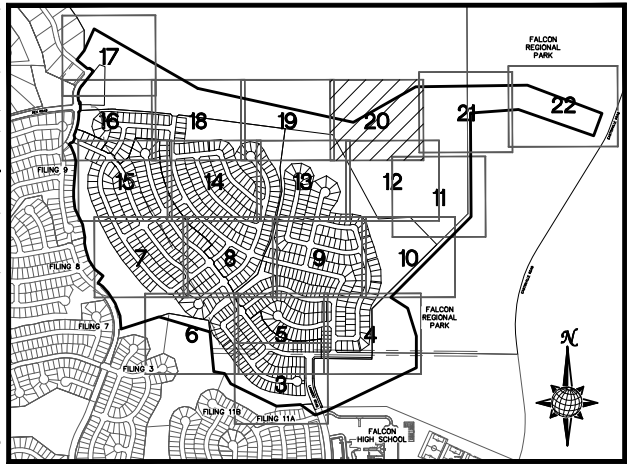 FALCON
REGIONAL
PARK
17
22
21
20
19
18
16
FILING 9
15
14
13
12
11
7
8
9
10
FILING 8
FALCON
REGIONAL
PARK
FILING 7
6
5
4
N
FILING 3
3
FILING 11B
FILING 11A
FALCON
HIGH SCHOOL